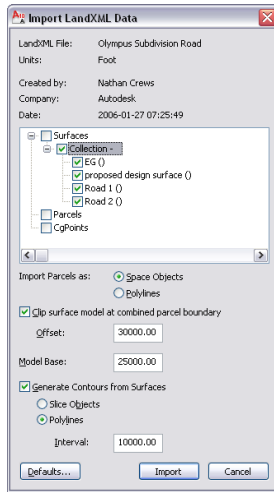 Import LandXML Data
LandXML File: Olympus Subdivision Road
Units: Foot
Created by: Nathan Crews
Company: Autodesk
Date: 2006-01-27 07:25:49
Surfaces
Collection -
EG ()
proposed design surface ()
Road 1 ()
Road 2 ()
Parcels
CgPoints
Import Parcels as: Space Objects
Polylines
Clip surface model at combined parcel boundary
Offset: 30000.00
Model Base: 25000.00
Generate Contours from Surfaces
Slice Objects
Polylines
Interval: 10000.00
Defaults... Import Cancel